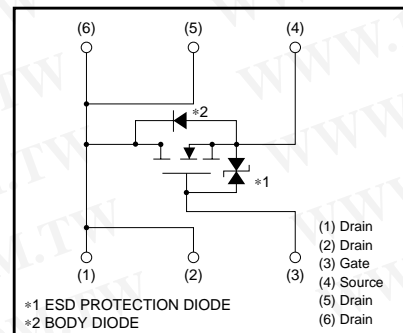 (6) (5) (4)
∗2
∗1
(1) (2) (3)
(1) Drain
(2) Drain
(3) Gate
(4) Source
(5) Drain
(6) Drain
∗1 ESD PROTECTION DIODE
∗2 BODY DIODE